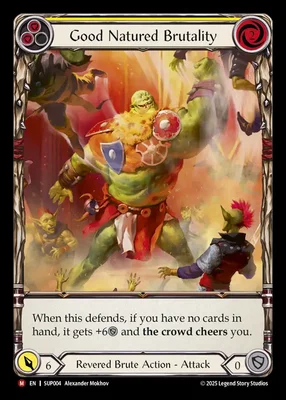 Good Natured Brutality
When this defends, if you have no cards in
hand, it gets +6 and the crowd cheers you.
6
Revered Brute Action - Attack
0
M EN | SUP004 Alexander Mokhov
© 2025 Legend Story Studios